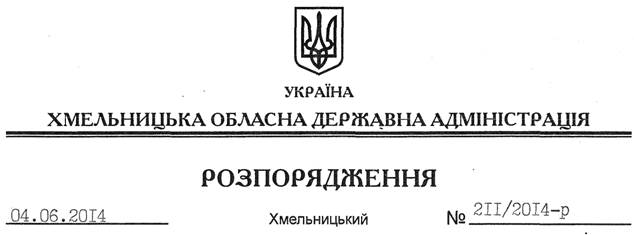 УКРАЇНА
ХМЕЛЬНИЦЬКА ОБЛАСНА ДЕРЖАВНА АДМІНІСТРАЦІЯ
РОЗПОРЯДЖЕННЯ
04.06.2014 Хмельницький № 211/2014-р